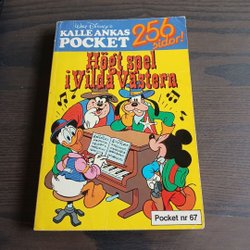 Walt Disney's
KALLE ANKAS
POCKET
256
sidor!
Högt spel
i Vilda Västern
Pocket nr 67